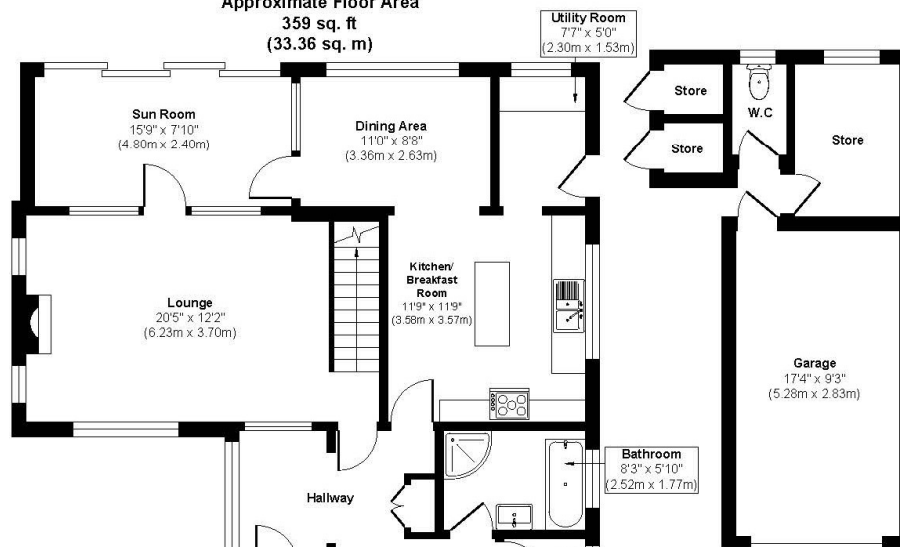 Approximate Floor Area
359 sq. ft
(33.36 sq. m)
Utility Room
7'7" x 5'0"
(2.30m x 1.53m)
Sun Room
15'9" x 7'10"
(4.80m x 2.40m)
Dining Area
11'0" x 8'8"
(3.36m x 2.63m)
Store
W.C
Store
Store
Kitchen/
Breakfast
Room
11'9" x 11'9"
(3.58m x 3.57m)
Lounge
20'5" x 12'2"
(6.23m x 3.70m)
Garage
17'4" x 9'3"
(5.28m x 2.83m)
Bathroom
8'3" x 5'10"
(2.52m x 1.77m)
Hallway